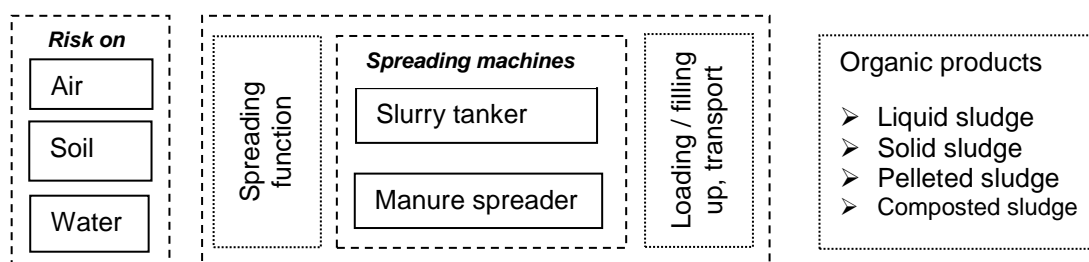 Risk on
Air
Soil
Water
Spreading
function
Spreading machines
Slurry tanker
Manure spreader
Loading / filling
up, transport
Organic products
➢ Liquid sludge
➢ Solid sludge
➢ Pelleted sludge
➢ Composted sludge